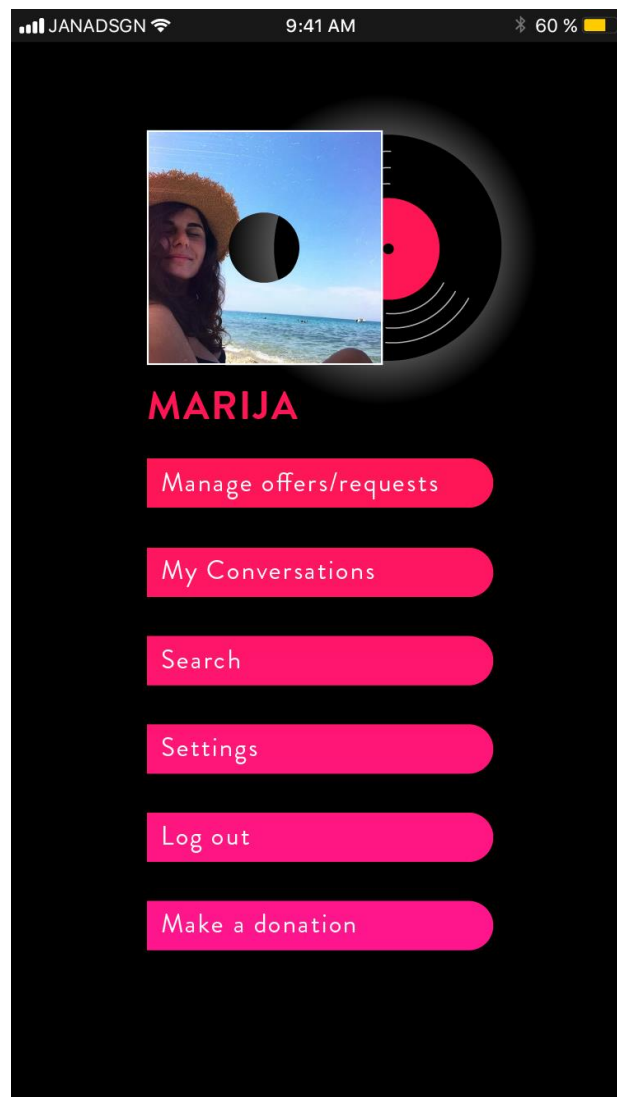 JANADSGN 9:41 AM 60 %
MARIJA
Manage offers/requests
My Conversations
Search
Settings
Log out
Make a donation